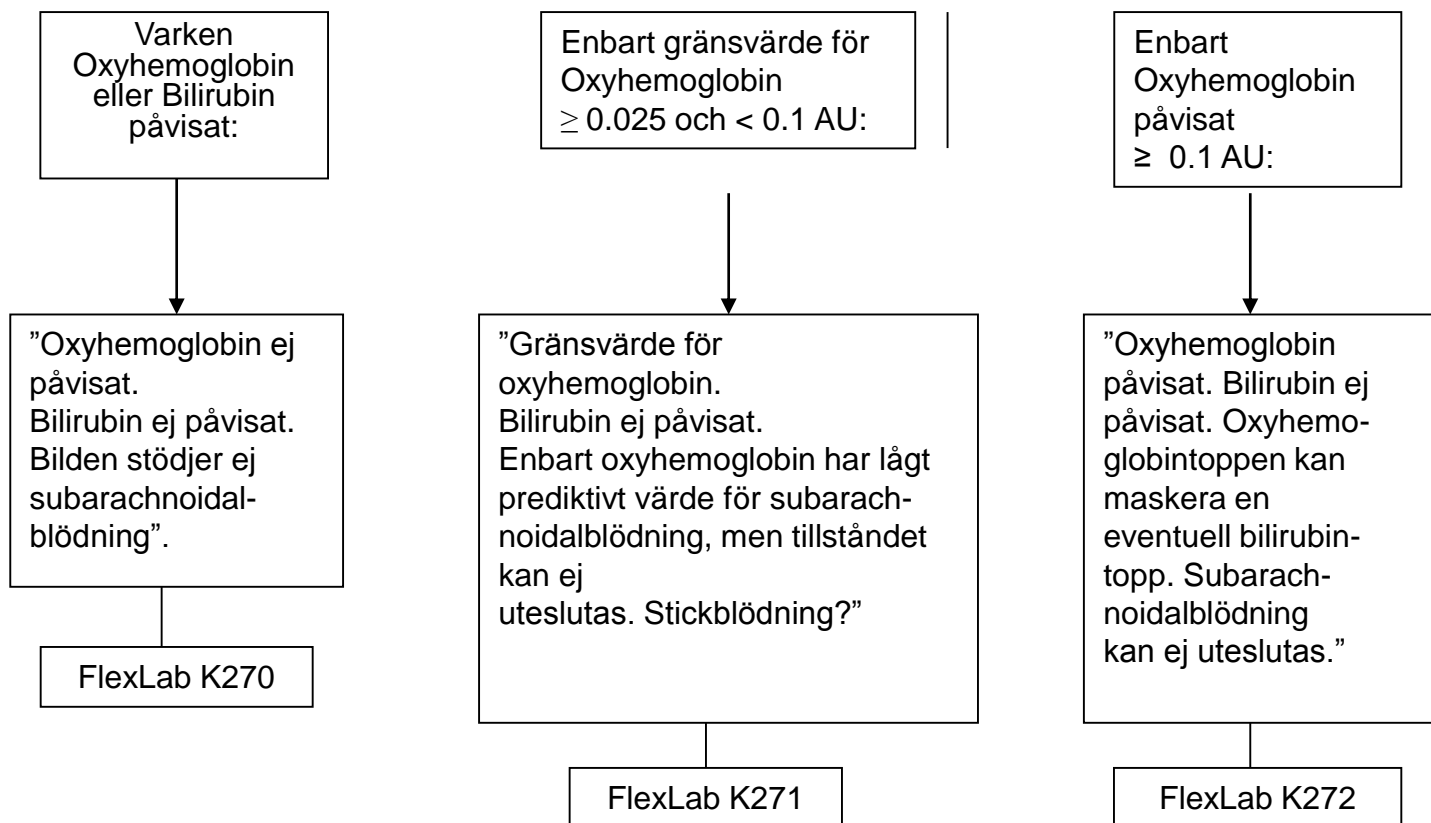 Varken
Oxyhemoglobin
eller Bilirubin
påvisat:
Enbart gränsvärde för
Oxyhemoglobin
≥ 0.025 och < 0.1 AU:
Enbart
Oxyhemoglobin
påvisat
≥ 0.1 AU:
”Oxyhemoglobin ej
påvisat.
Bilirubin ej påvisat.
Bilden stödjer ej
subarachnoidal-
blödning”.
”Gränsvärde för
oxyhemoglobin.
Bilirubin ej påvisat.
Enbart oxyhemoglobin har lågt
prediktivt värde för subarach-
noidalblödning, men tillståndet
kan ej
uteslutas. Stickblödning?”
”Oxyhemoglobin
påvisat. Bilirubin ej
påvisat. Oxyhemo-
globintoppen kan
maskera en
eventuell bilirubin-
topp. Subarach-
noidalblödning
kan ej uteslutas.”
FlexLab K270
FlexLab K271
FlexLab K272